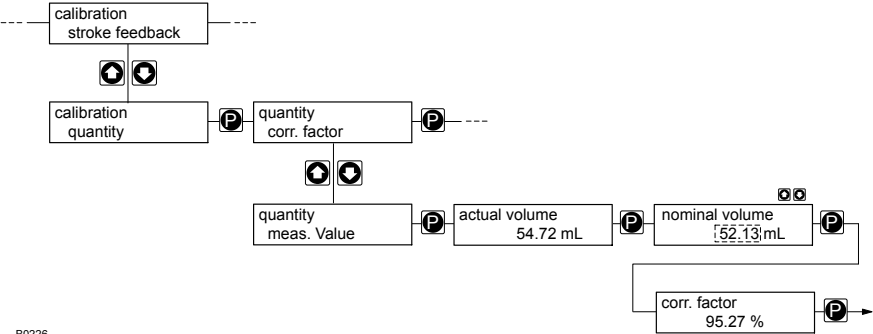 calibration
stroke feedback
calibration
quantity
P
quantity
corr. factor
P
quantity
meas. Value
P
actual volume
54.72 mL
P
nominal volume
52.13 mL
P
corr. factor
95.27 %
P
B0226